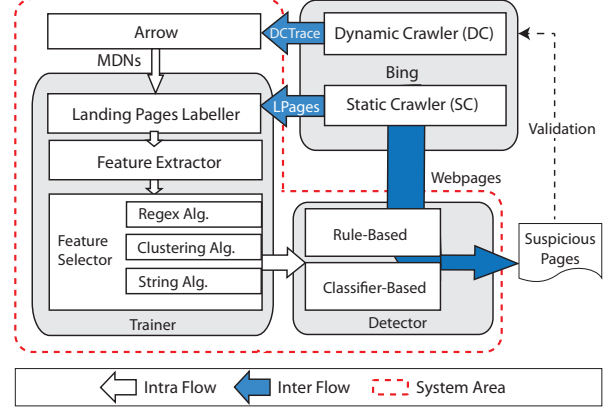 Arrow
DCTrace
Dynamic Crawler (DC)
MDNs
Bing
Landing Pages Labeller
LPages
Static Crawler (SC)
Validation
Feature Extractor
Webpages
Regex Alg.
Feature
Selector
Clustering Alg.
String Alg.
Rule-Based
Classifier-Based
Suspicious
Pages
Trainer
Detector
Intra Flow
Inter Flow
System Area